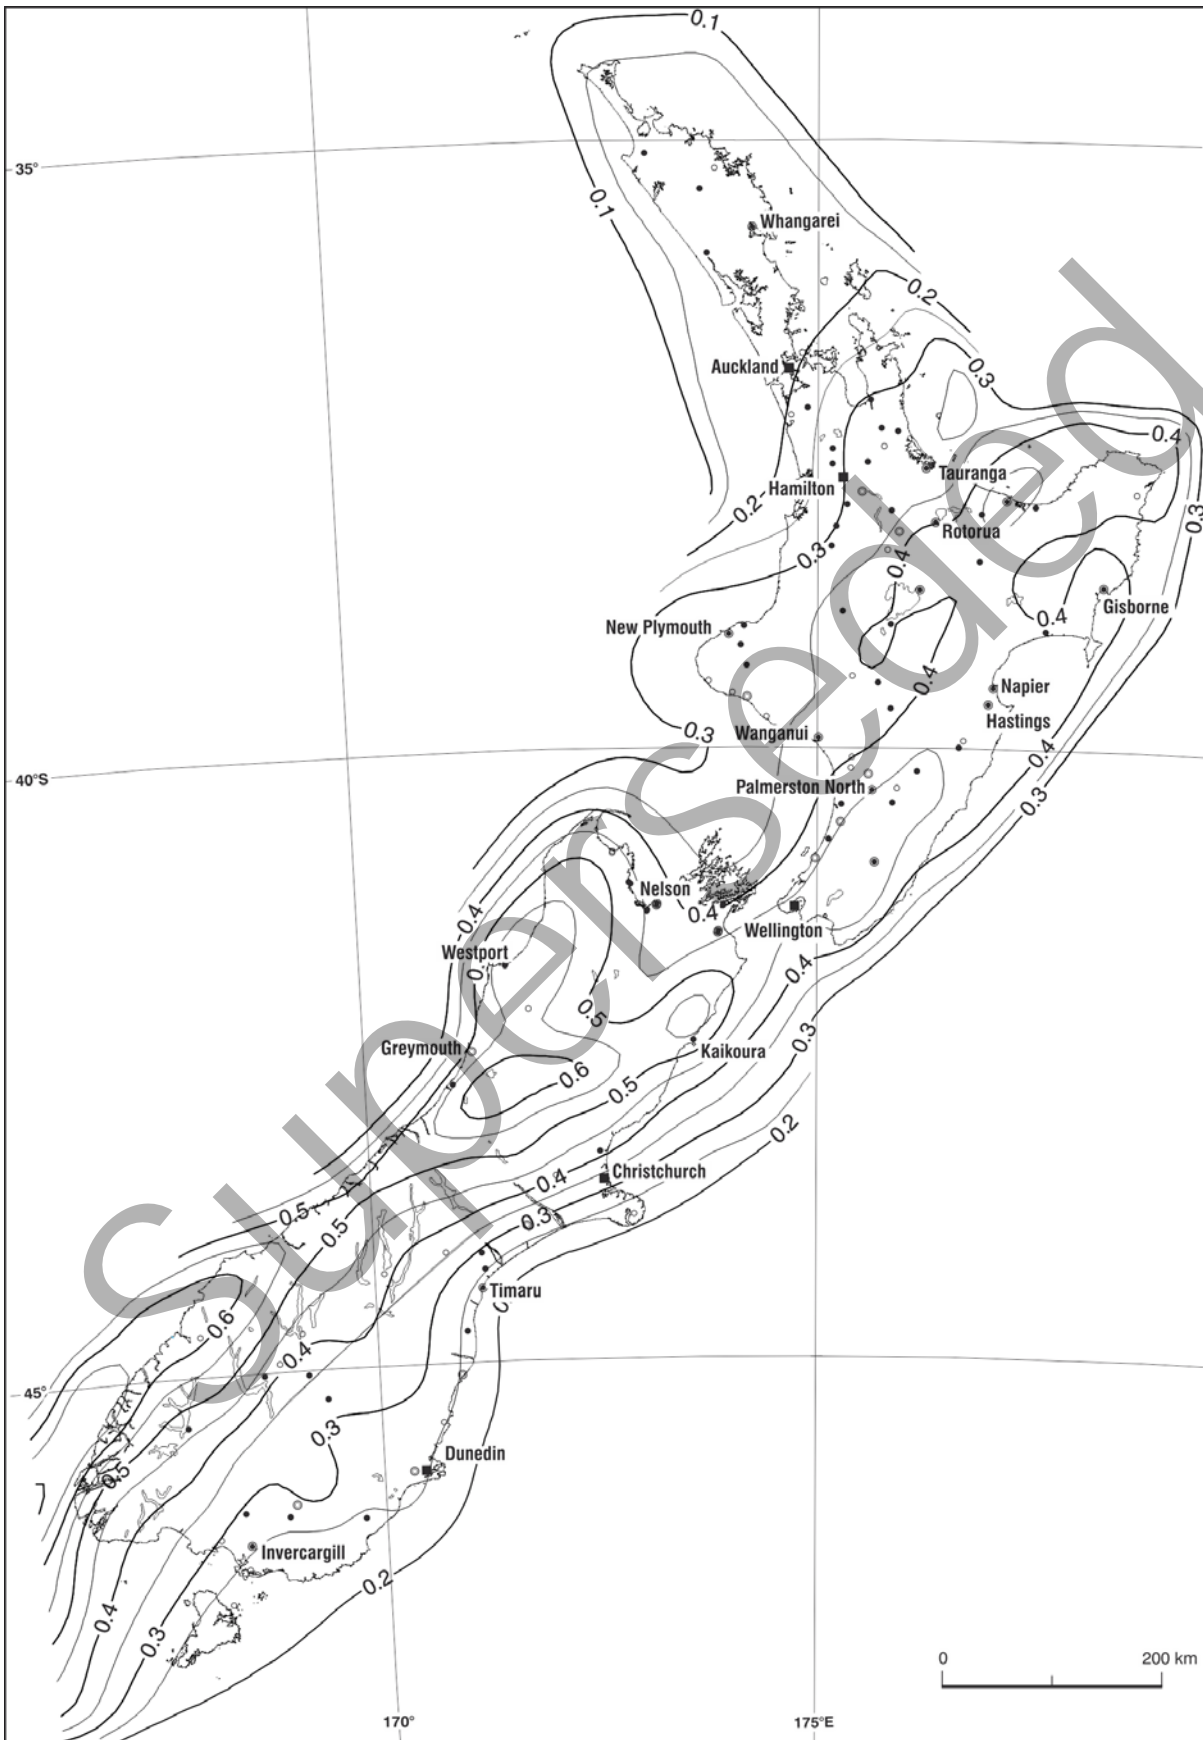 0.1
35°
0.1
Whangarei
0.2
Auckland
0.3
0.4
Tauranga
Hamilton
0.2
0.3
Rotorua
0.3
0.4
Gisborne
0.4
New Plymouth
0.4
Napier
Hastings
0.3
Wanganui
0.4
40°S
Palmerston North
0.3
Nelson
0.4
0.4
Wellington
Westport
0.4
0.5
0.3
Greymouth
Kaikoura
0.6
0.5
0.2
Christchurch
0.4
0.5
0.3
0.5
Timaru
0.6
0.4
45°
0.3
Dunedin
0.5
Invercargill
0.2
0.4
0.3
0
200 km
170°
175°E
Superseded